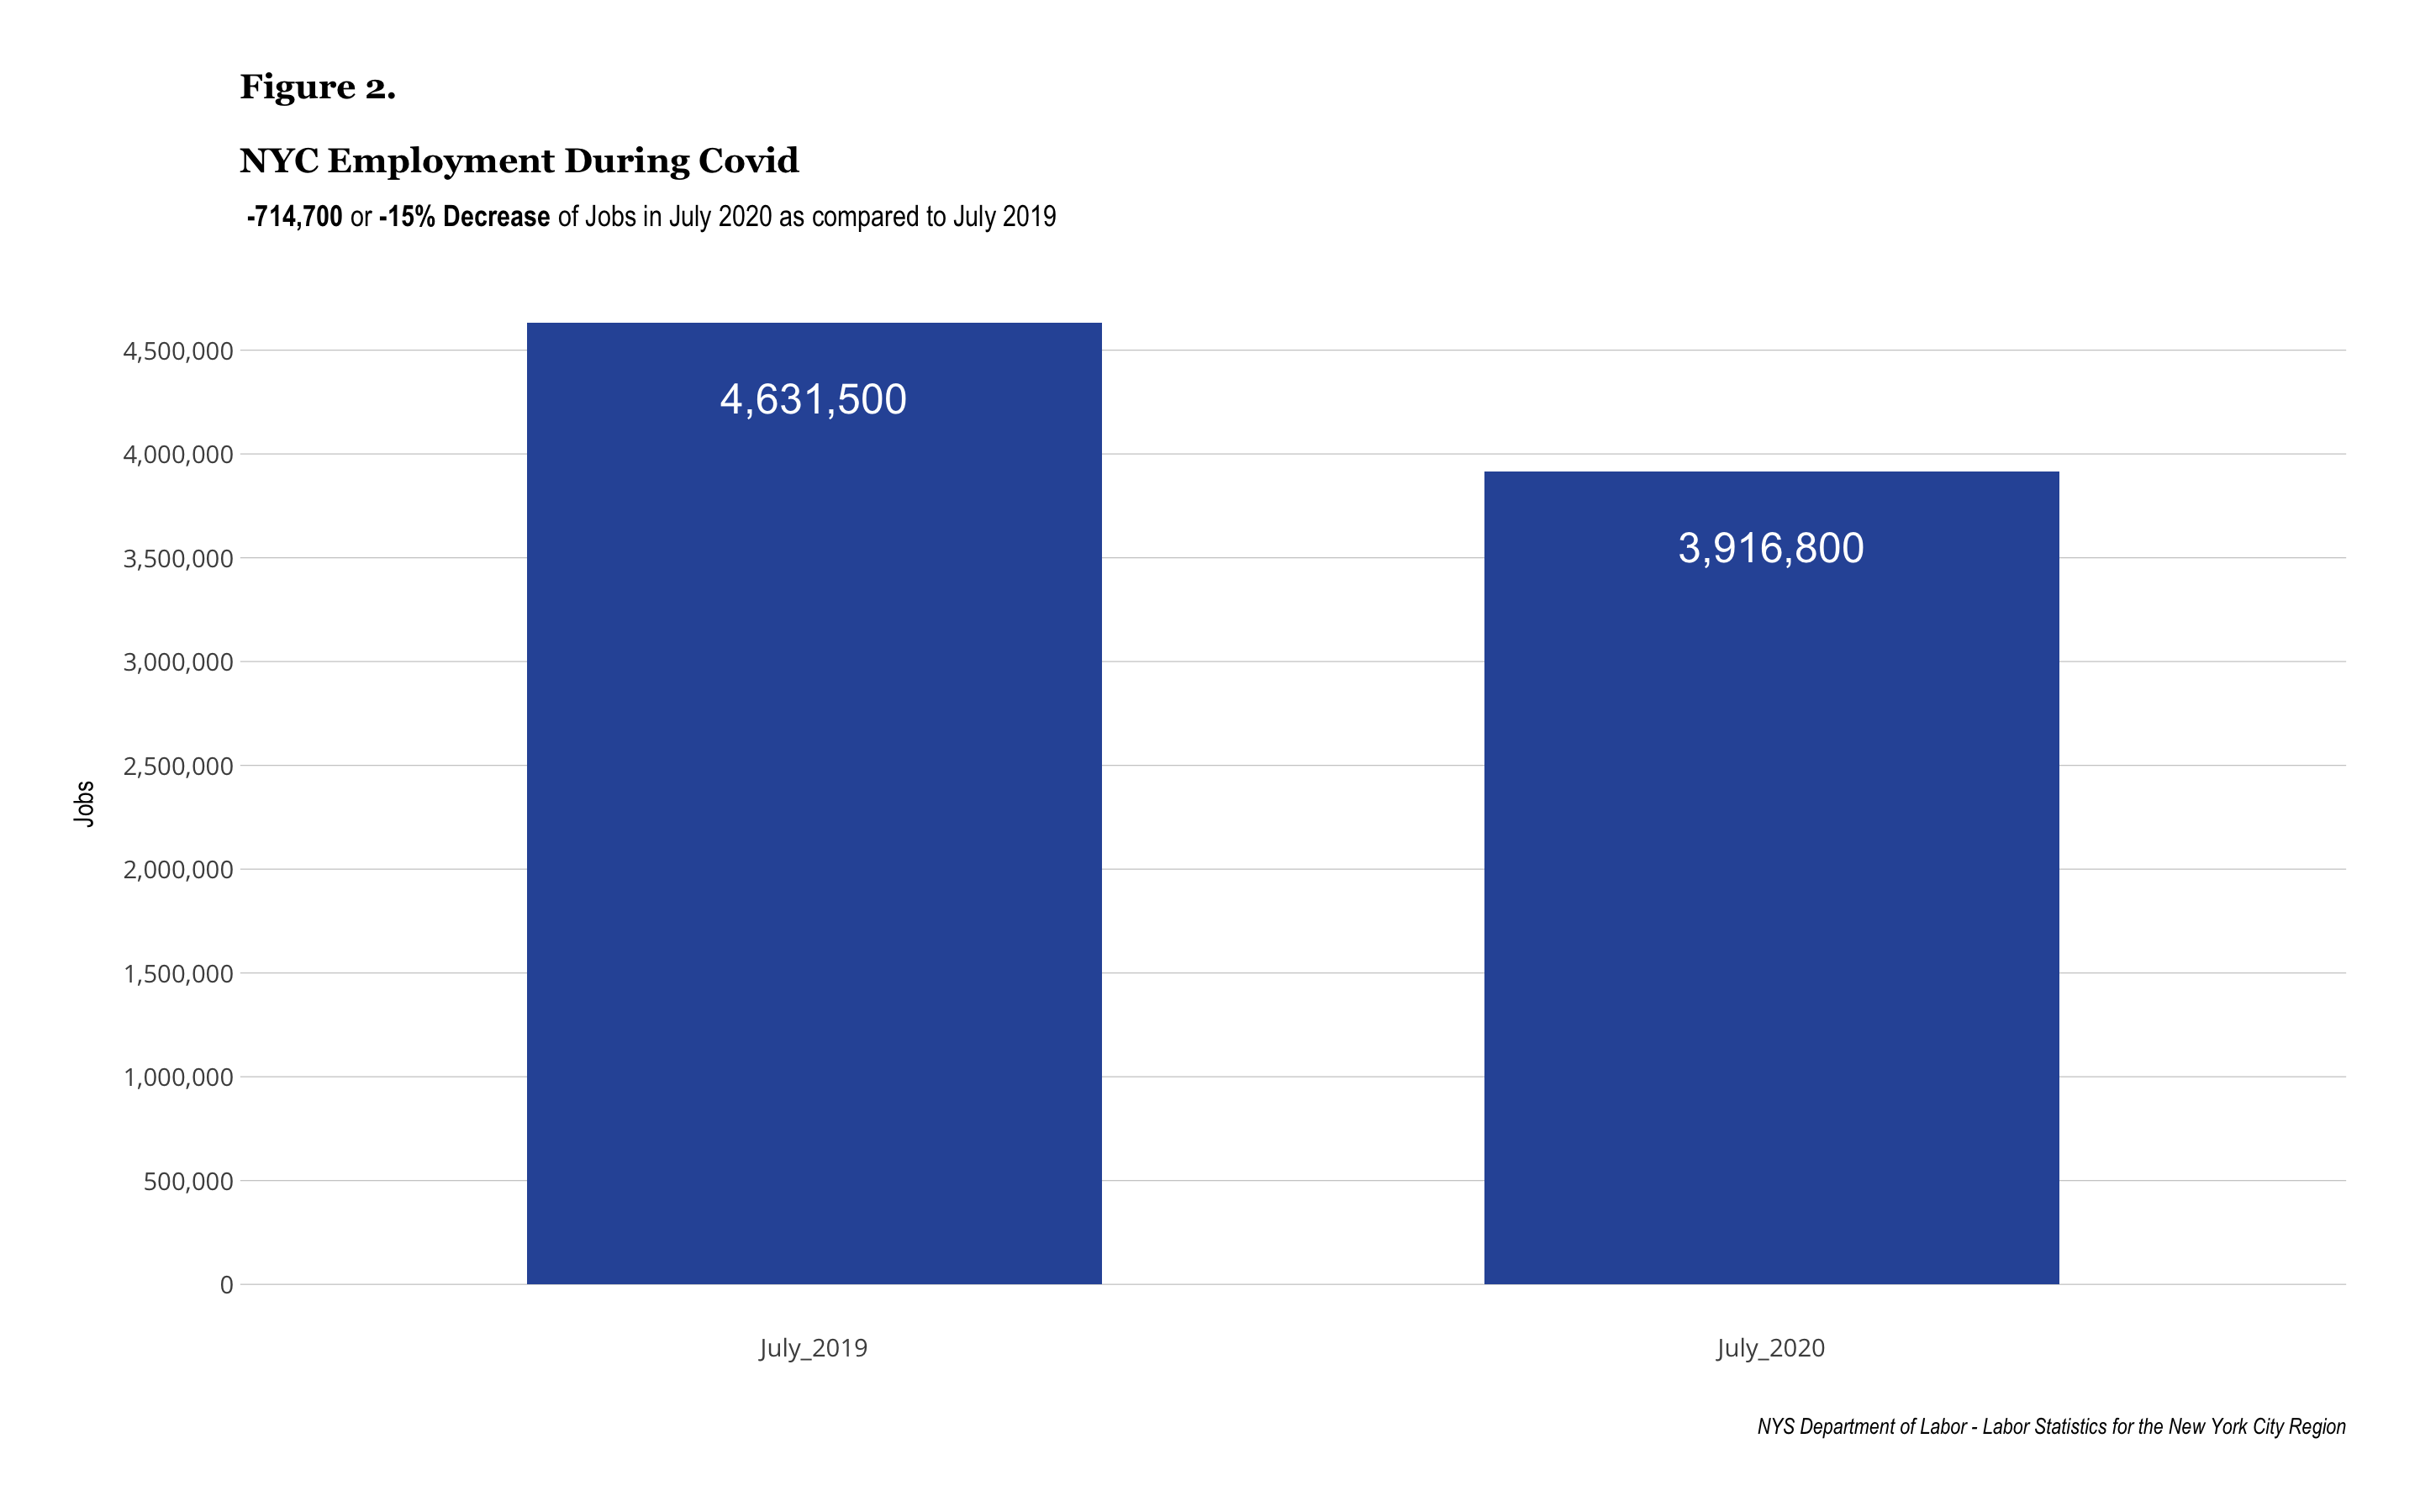 Figure 2.
NYC Employment During Covid
-714,700 or -15% Decrease of Jobs in July 2020 as compared to July 2019
4,500,000
4,000,000
3,500,000
3,000,000
2,500,000
2,000,000
1,500,000
1,000,000
500,000
0
Jobs
4,631,500
3,916,800
July_2019
July_2020
NYS Department of Labor - Labor Statistics for the New York City Region